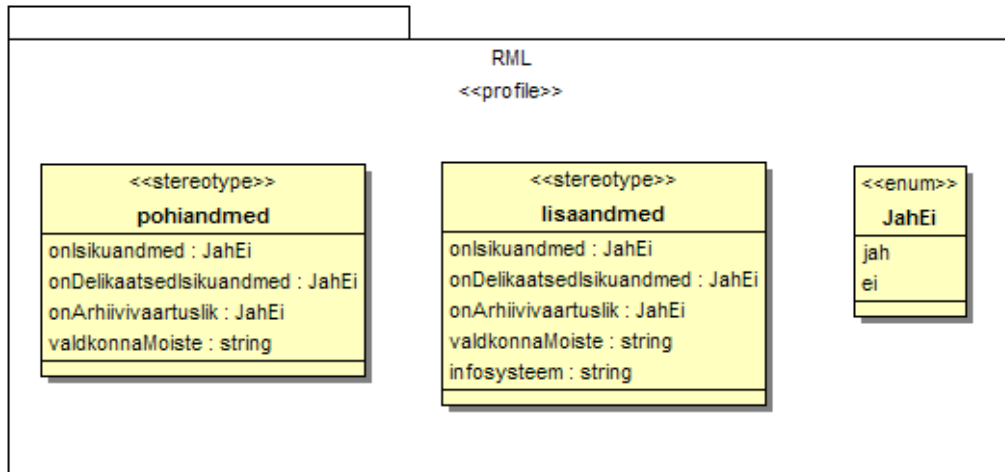 RML
<<profile>>
<<stereotype>>
pohiandmed
onIsikuandmed : JahEi
onDelikaatsedIsikuandmed : JahEi
onArhiivivaartuslik : JahEi
valdkonnaMoiste : string
<<stereotype>>
lisaandmed
onIsikuandmed : JahEi
onDelikaatsedIsikuandmed : JahEi
onArhiivivaartuslik : JahEi
valdkonnaMoiste : string
infosysteem : string
<<enum>>
JahEi
jah
ei